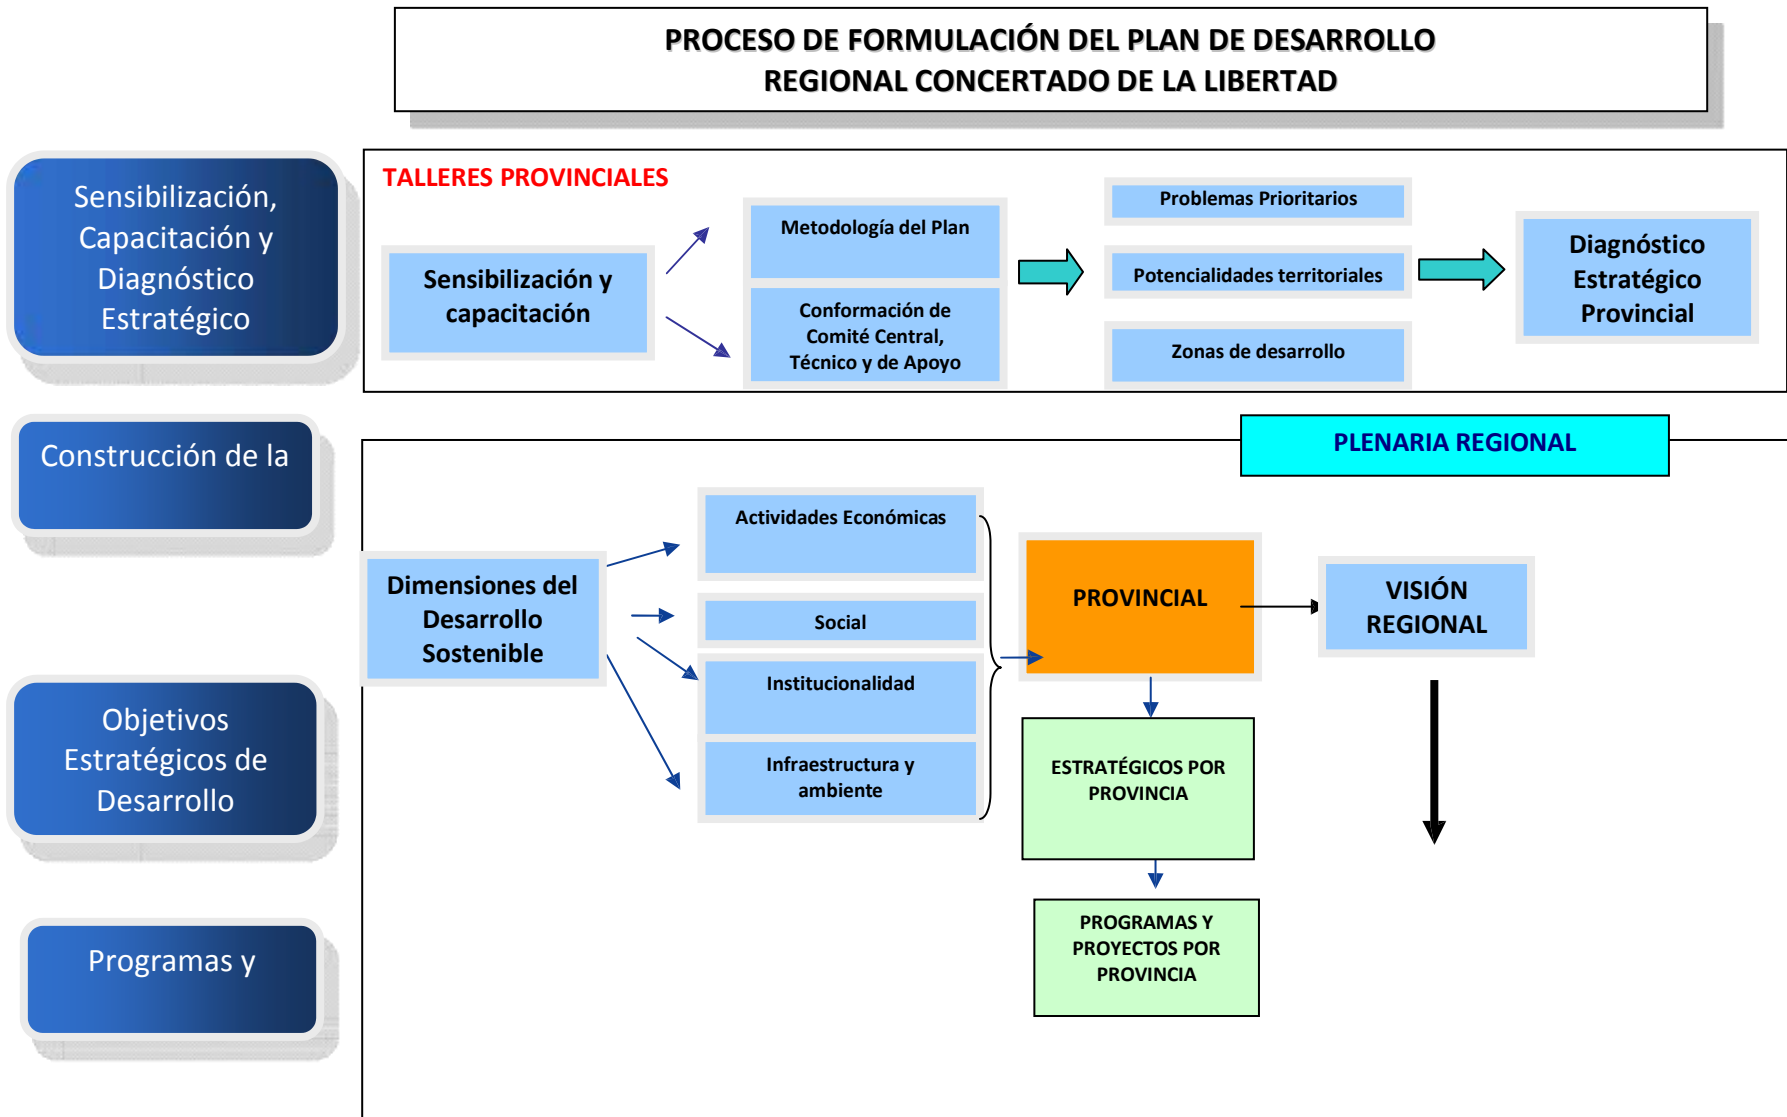 PROCESO DE FORMULACIÓN DEL PLAN DE DESARROLLO
REGIONAL CONCERTADO DE LA LIBERTAD
Sensibilización,
Capacitación y
Diagnóstico
Estratégico
TALLERES PROVINCIALES
Sensibilización y
capacitación
Metodología del Plan
Conformación de
Comité Central,
Técnico y de Apoyo
Problemas Prioritarios
Potencialidades territoriales
Zonas de desarrollo
Diagnóstico
Estratégico
Provincial
Construcción de la
PLENARIA REGIONAL
Dimensiones del
Desarrollo
Sostenible
Actividades Económicas
Social
Institucionalidad
Infraestructura y
ambiente
PROVINCIAL
VISIÓN
REGIONAL
Objetivos
Estratégicos de
Desarrollo
ESTRATÉGICOS POR
PROVINCIA
Programas y
PROGRAMAS Y
PROYECTOS POR
PROVINCIA